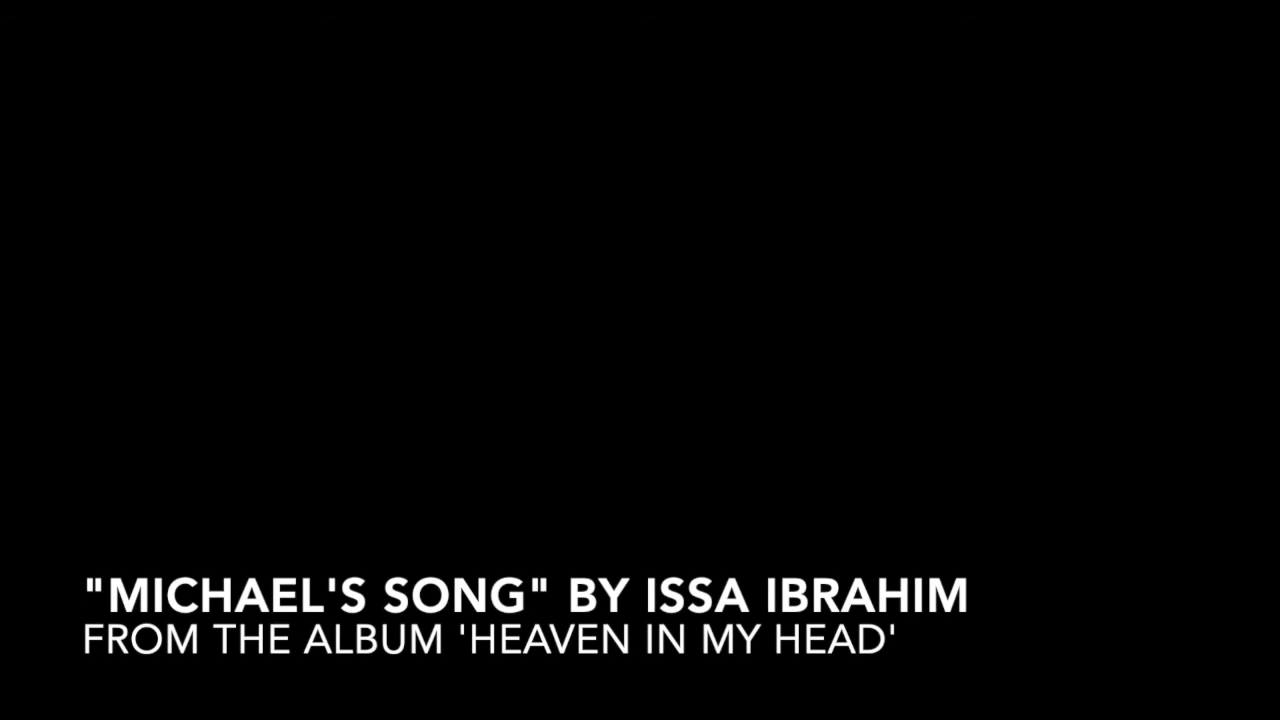 "MICHAEL'S SONG" BY ISSA IBRAHIM
FROM THE ALBUM 'HEAVEN IN MY HEAD'